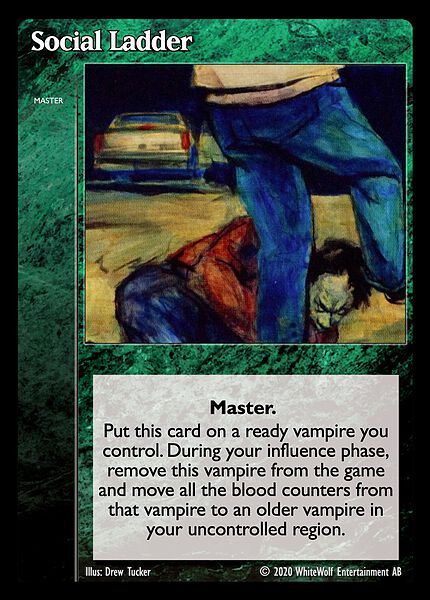 Social Ladder
MASTER
Master.
Put this card on a ready vampire you
control. During your influence phase,
remove this vampire from the game
and move all the blood counters from
that vampire to an older vampire in
your uncontrolled region.
Illus: Drew Tucker
© 2020 WhiteWolf Entertainment AB